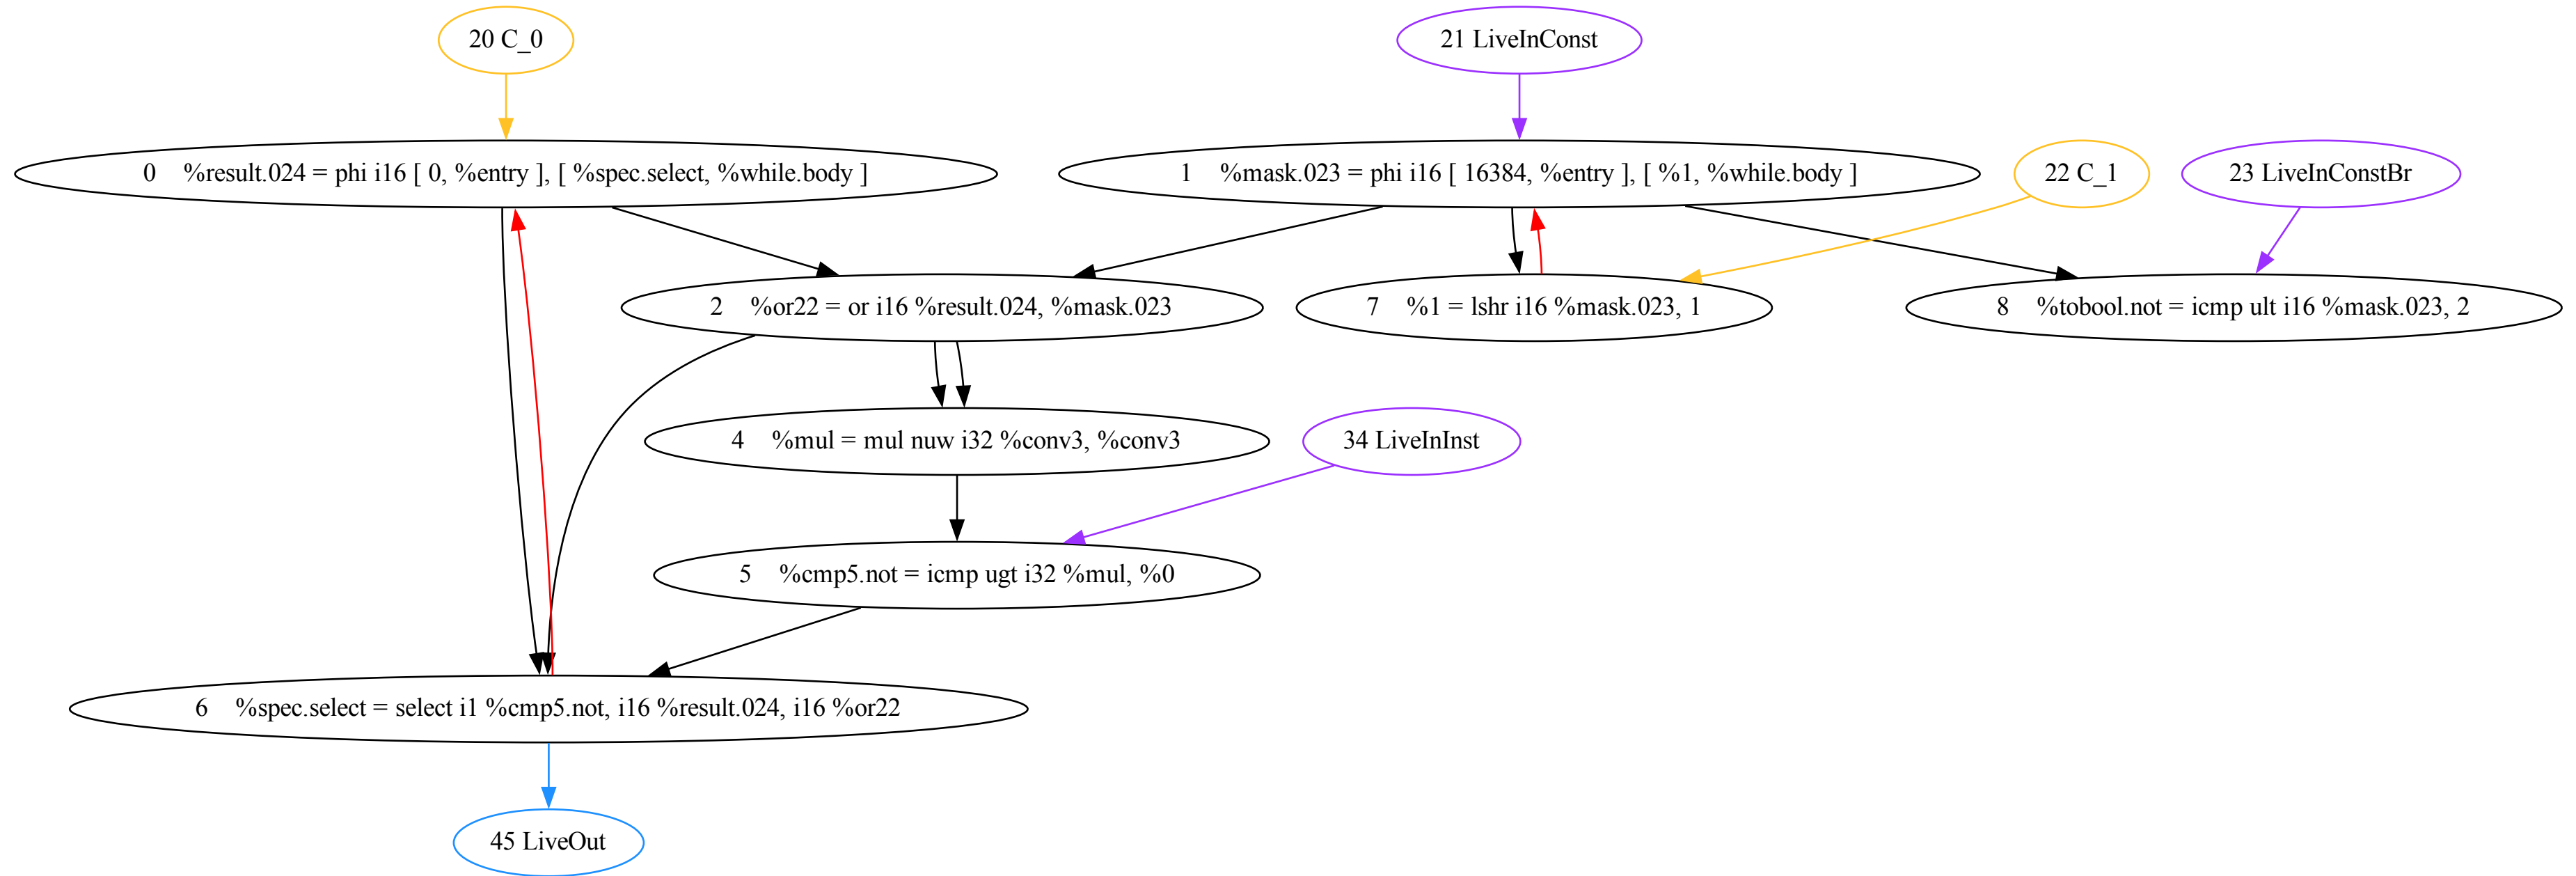 20 C_0
21 LiveInConst
0 %result.024 = phi i16 [ 0, %entry ], [ %spec.select, %while.body ]
1 %mask.023 = phi i16 [ 16384, %entry ], [ %1, %while.body ]
22 C_1
23 LiveInConstBr
2 %or22 = or i16 %result.024, %mask.023
7 %1 = lshr i16 %mask.023, 1
8 %tobool.not = icmp ult i16 %mask.023, 2
4 %mul = mul nuw i32 %conv3, %conv3
34 LiveInInst
5 %cmp5.not = icmp ugt i32 %mul, %0
6 %spec.select = select i1 %cmp5.not, i16 %result.024, i16 %or22
45 LiveOut